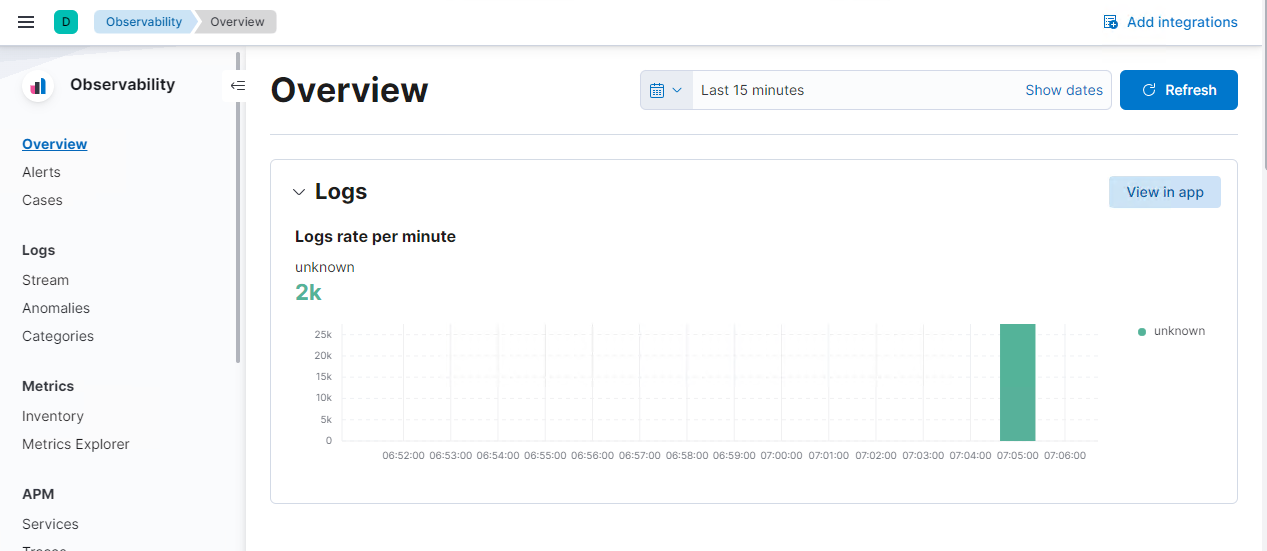 D
Observability
Overview
Add integrations
Observability
Overview
Alerts
Cases
Logs
Stream
Anomalies
Categories
Metrics
Inventory
Metrics Explorer
APM
Services
Traces
Overview
Last 15 minutes
Show dates
Refresh
Logs
View in app
Logs rate per minute
unknown
2k
25k
20k
15k
10k
5k
0
06:52:00 06:53:00 06:54:00 06:55:00 06:56:00 06:57:00 06:58:00 06:59:00 07:00:00 07:01:00 07:02:00 07:03:00 07:04:00 07:05:00 07:06:00
unknown